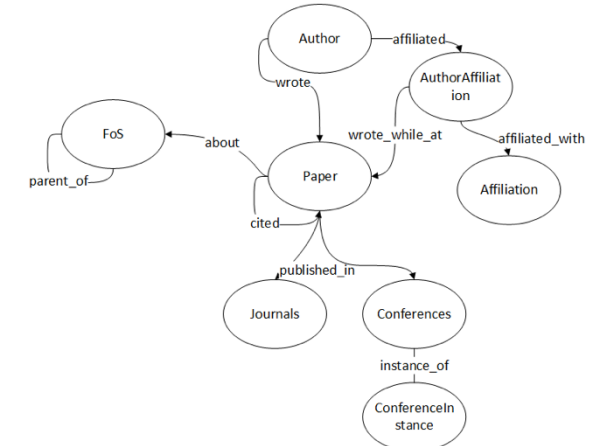 Author
affiliated
AuthorAffiliat
ion
wrote
FoS
about
wrote_while_at
affiliated_with
parent_of
Paper
Affiliation
cited
published_in
Journals
Conferences
instance_of
ConferenceIn
stance